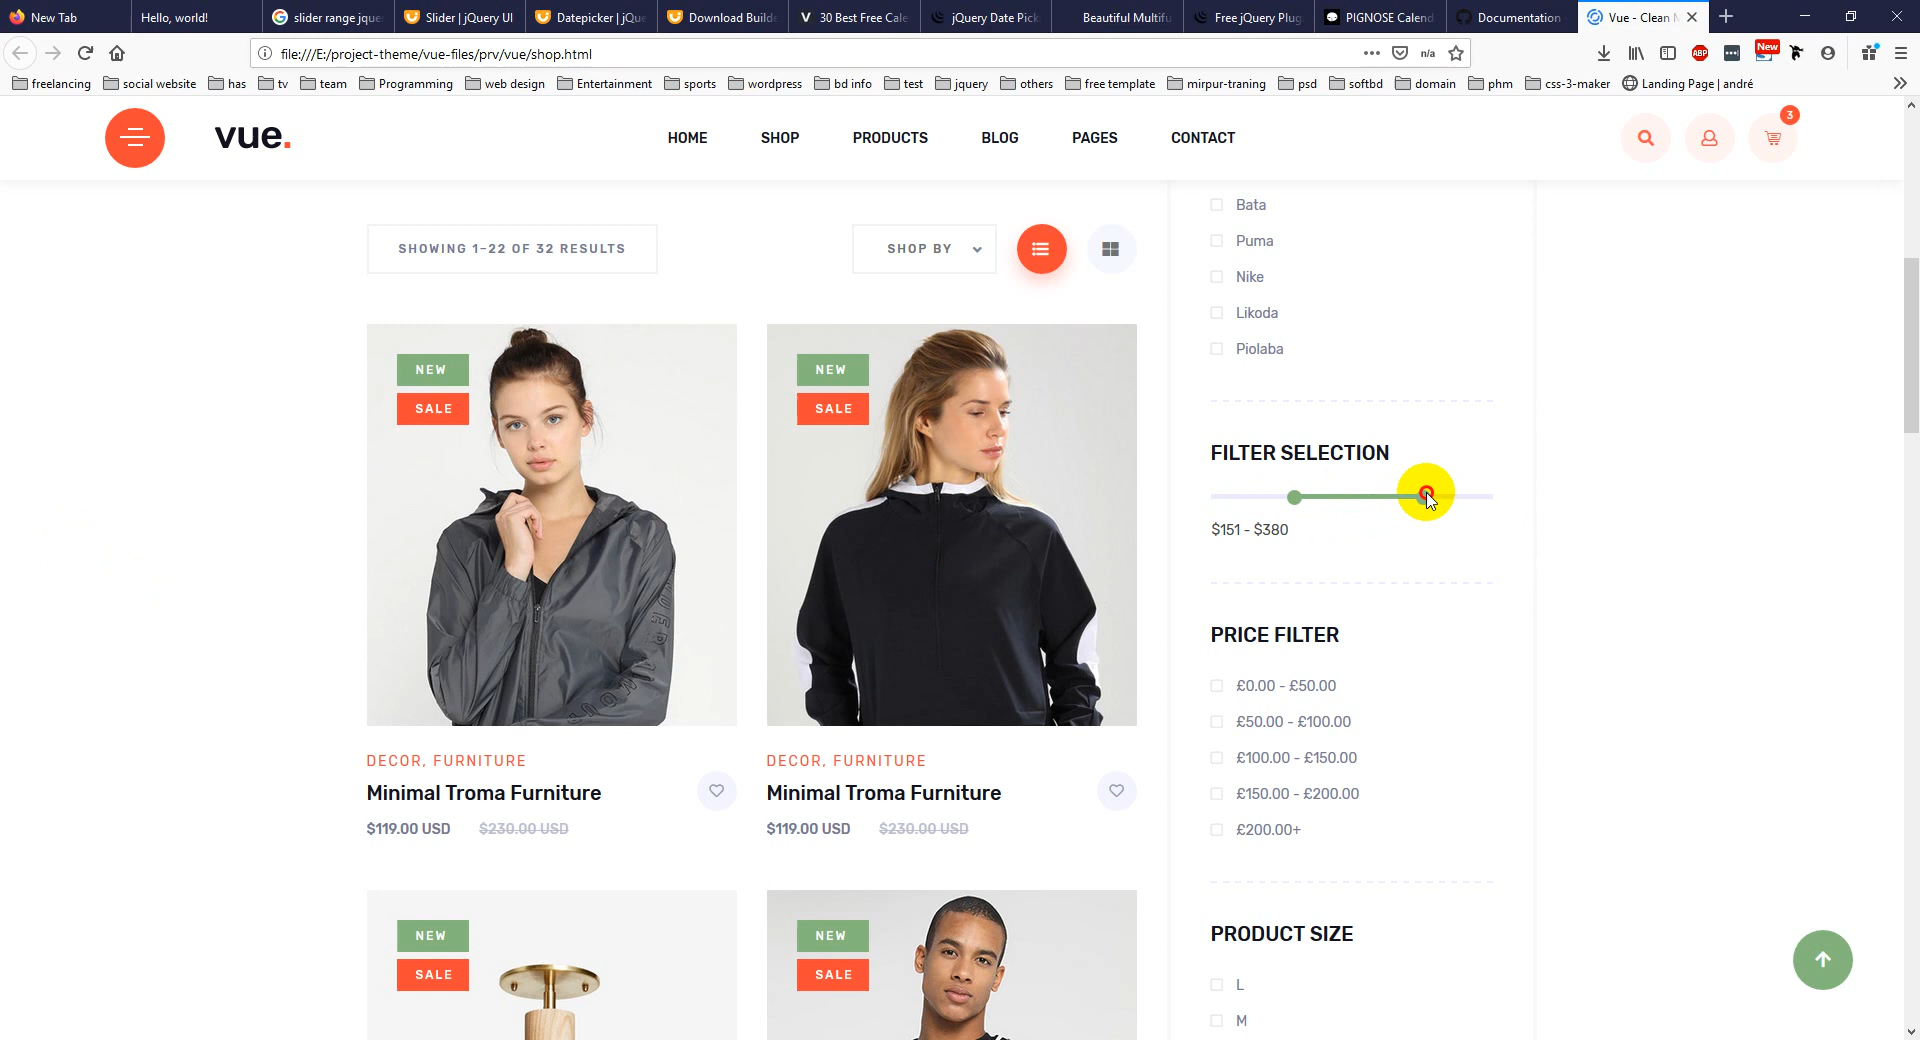 New Tab
Hello, world!
slider range jque
Slider | jQuery UI
Datepicker | jQue
Download Builde
30 Best Free Cale
jQuery Date Pick
Beautiful Multifu
Free jQuery Plug
PIGNOSE Calend
Documentation
Vue - Clean M
file:///E:/project-theme/vue-files/prv/vue/shop.html
n/a
ABP
New
freelancing
social website
has
tv
team
Programming
web design
Entertainment
sports
wordpress
bd info
test
jquery
others
free template
mirpur-traning
psd
softbd
domain
phm
css-3-maker
Landing Page | andré
vue.
HOME
SHOP
PRODUCTS
BLOG
PAGES
CONTACT
3
SHOWING 1–22 OF 32 RESULTS
SHOP BY
NEW
SALE
DECOR, FURNITURE
Minimal Troma Furniture
$119.00 USD $230.00 USD
NEW
SALE
DECOR, FURNITURE
Minimal Troma Furniture
$119.00 USD $230.00 USD
NEW
SALE
NEW
SALE
Bata
Puma
Nike
Likoda
Piolaba
FILTER SELECTION
$151 - $380
PRICE FILTER
£0.00 - £50.00
£50.00 - £100.00
£100.00 - £150.00
£150.00 - £200.00
£200.00+
PRODUCT SIZE
L
M